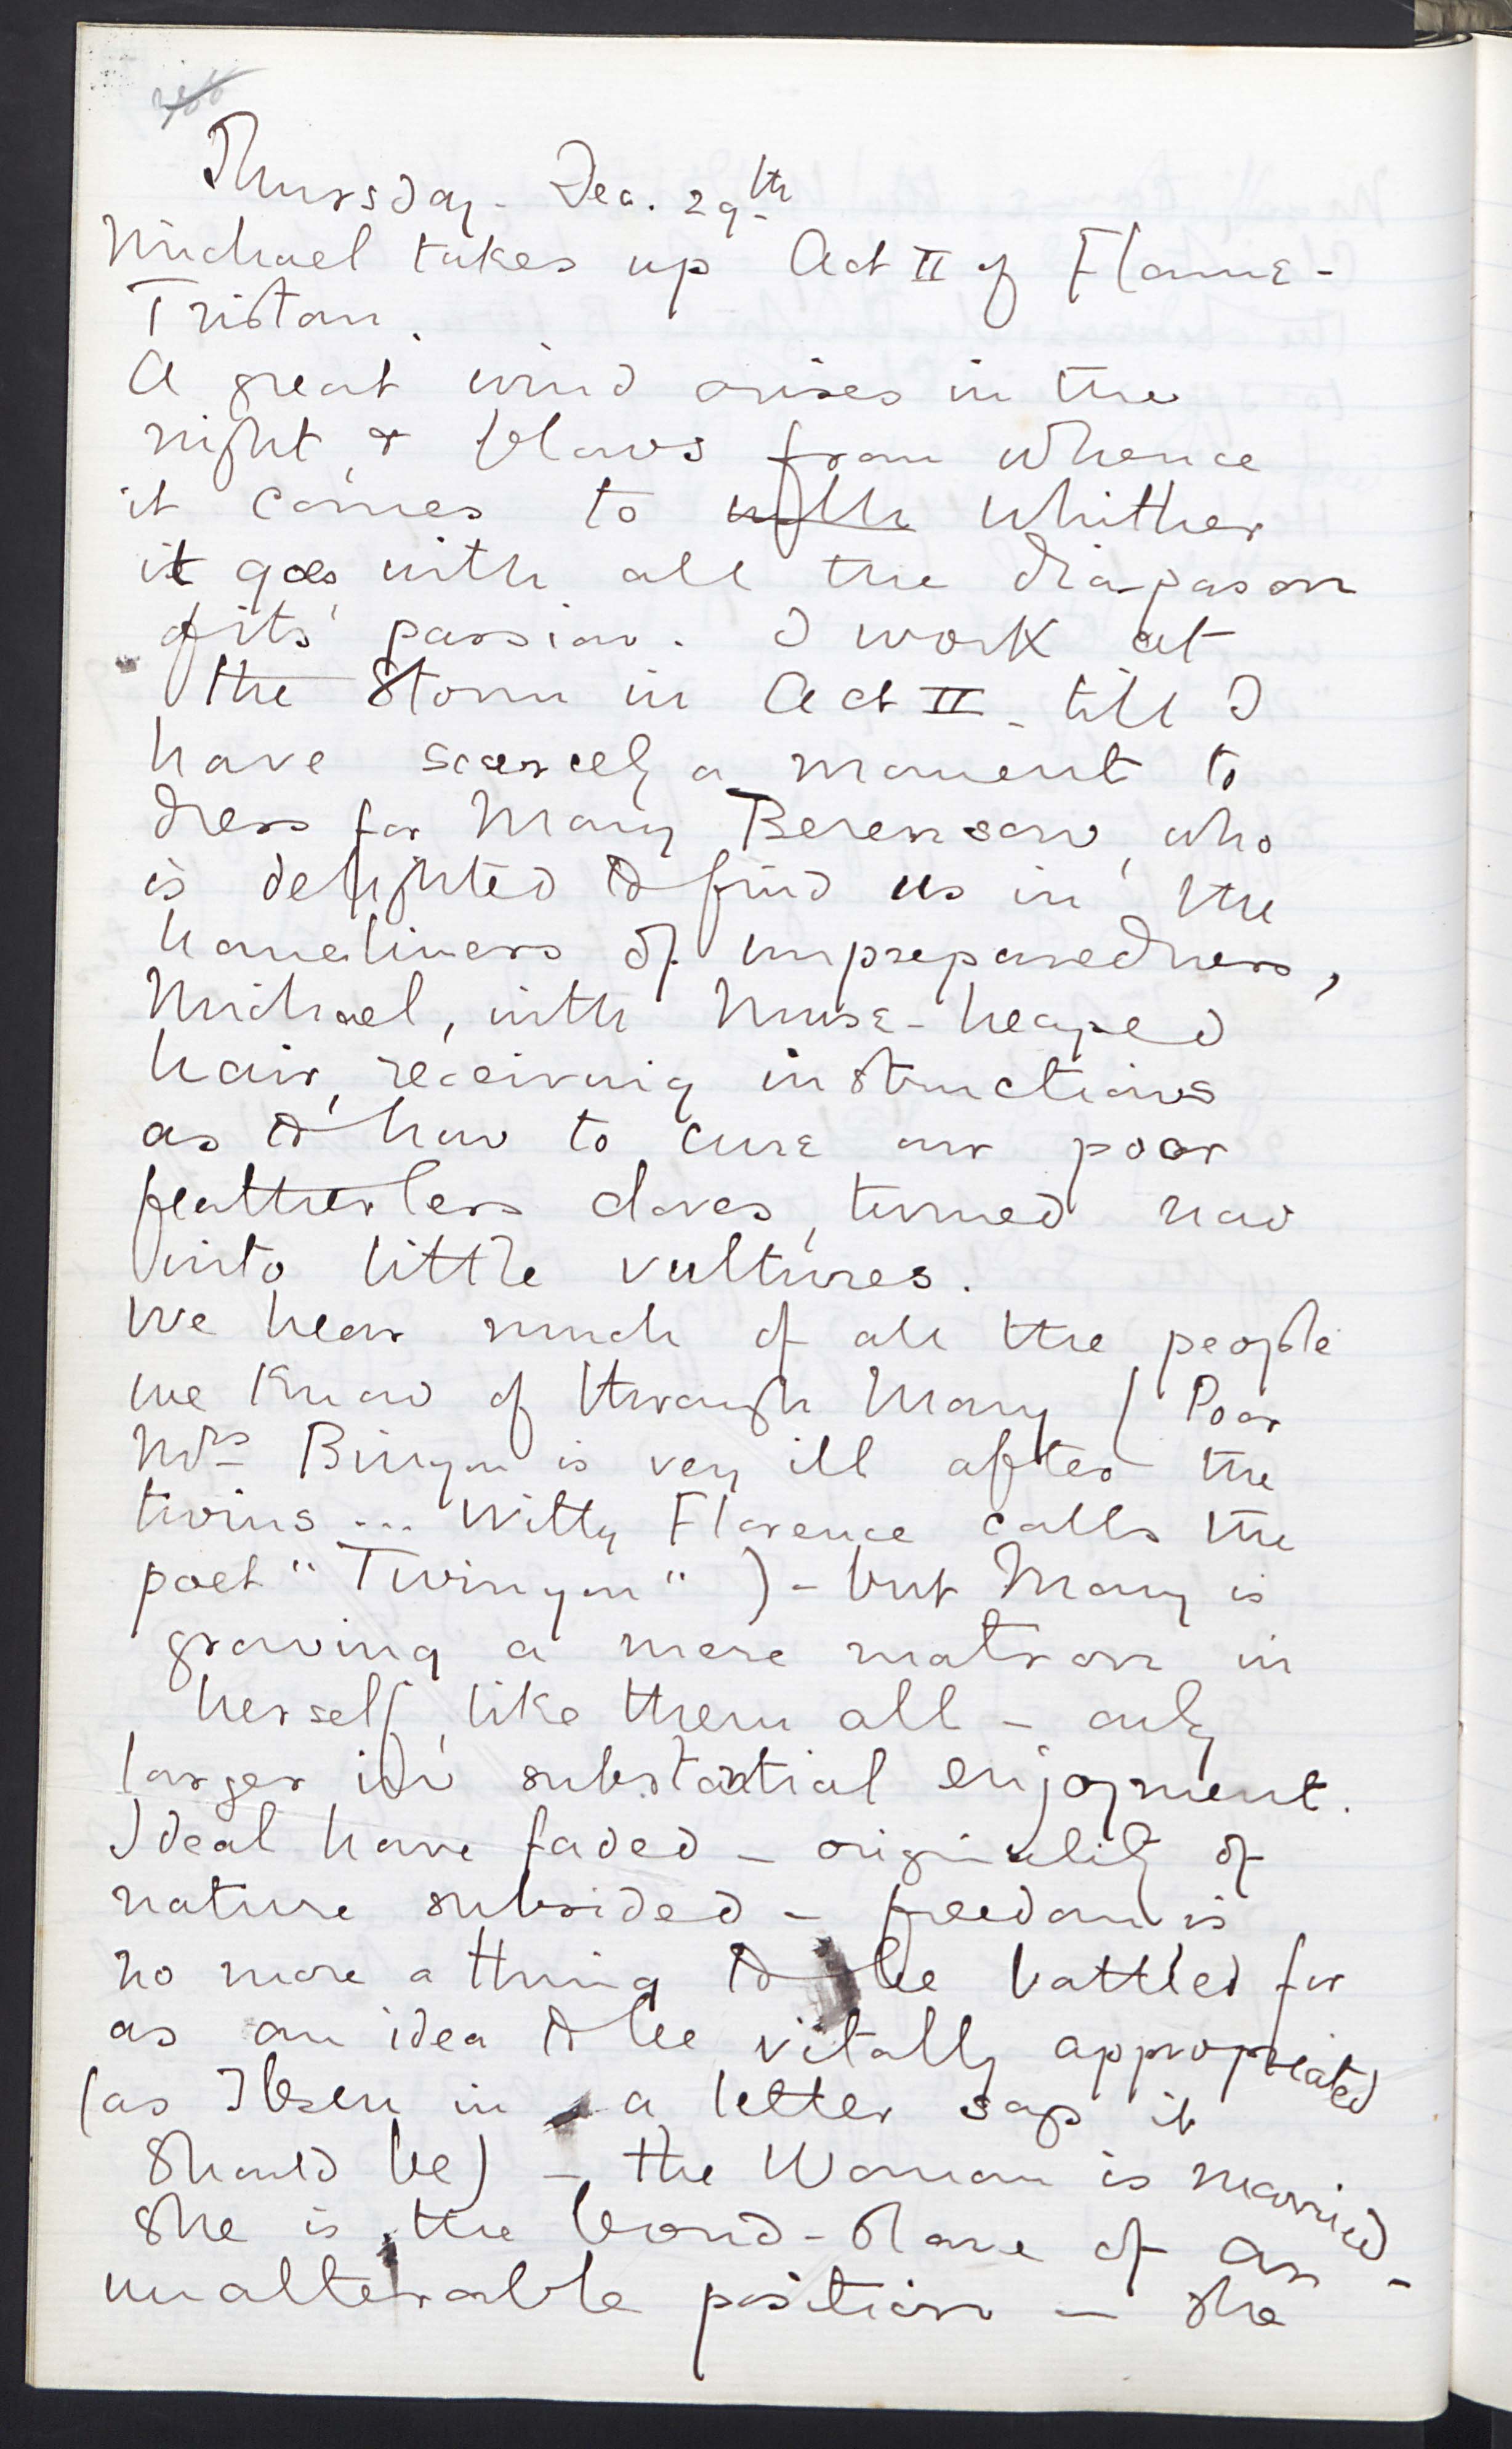 Thursday - Dec. 29th
Michael takes up Act II of Flame-
Tristan.
A great wind arises in the
night, & blows from whence
it comes to whither
it goes, with all the dia-pason
of its passion. I work at
the Storm in Act II - till I
have scarcely a moment to
dress for Mary Berenson, who
is delighted to find us in the
homeliness of unpreparedness,
Michael, with Muse-heaped
hair, receiving instructions
as to how to cure our poor
featherless doves, turned now
into little vultures.
We hear much of all the people
we know of through Mary (Poor
Mrs Binyon is very ill after the
twins ... Witty Florence calls the
poet "Twinyon") - but Mary is
growing a mere matron in
herself, like them all - only
larger in substantial enjoyment.
Ideal have faded - originality of
nature subsided - freedom is
no more a thing to be battled for
as an idea to be vitally appropriated
(as Ibsen in a letter says it
should be) - the Woman is married -
She is the bond-slave of an
unalterable position - she